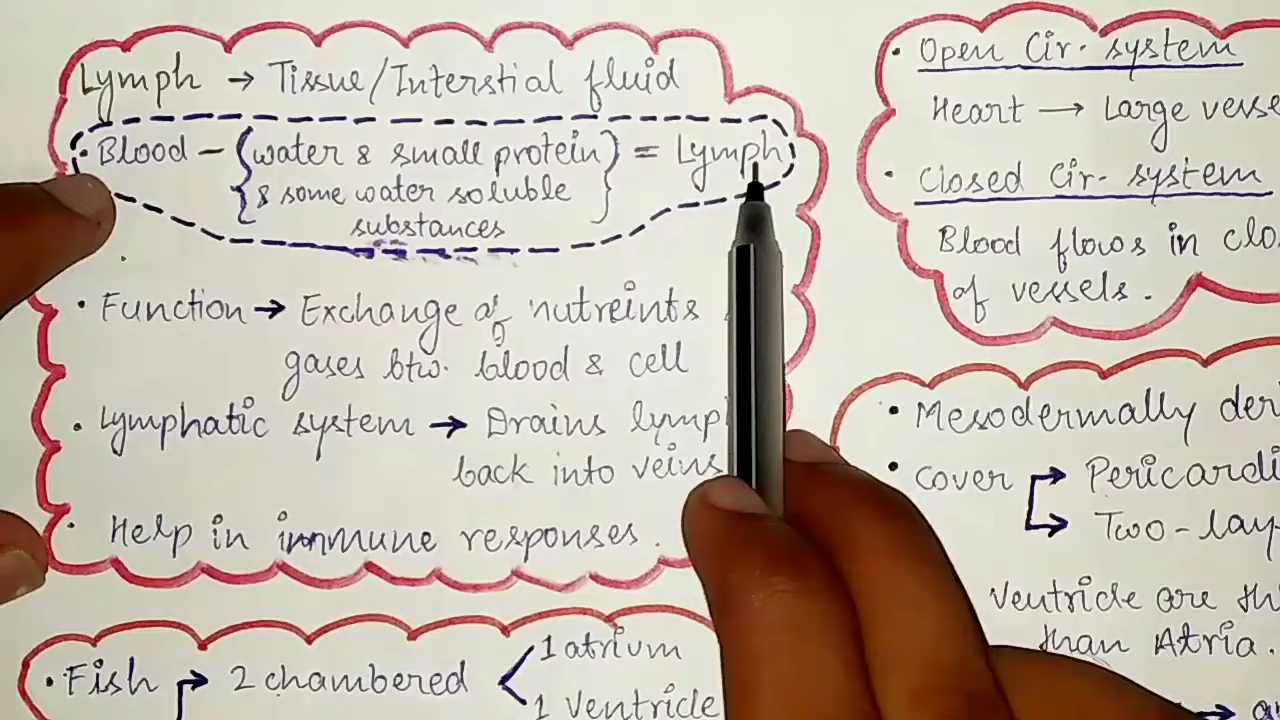 Lymph → Tissue/Interstial fluid
• Blood – {water & small protein} = Lymph
{& some water soluble}
substances
• Function → Exchange of nutreints
gases btw. blood & cell
• Lymphatic system → Drains lymp
back into veins
• Help in immune responses.
• Fish → 2 chambered < 1 atrium
1 ventricle
• Open Cir. system
Heart → Large vesse
• Closed Cir. system
Blood flows in clo
of vessels.
• Mesodermally der
• Cover → Pericardi
→ Two-lay
Ventricle are th
than Atria.